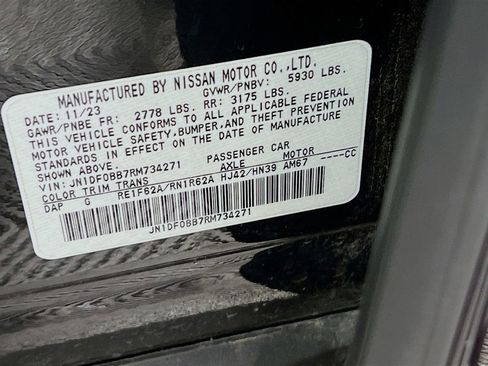 MANUFACTURED BY NISSAN MOTOR CO.,LTD.
DATE: 11/23 GVWR/PNBV: 5930 LBS.
GAWR/PNBE FR: 2778 LBS. RR: 3175 LBS.
THIS VEHICLE CONFORMS TO ALL APPLICABLE FEDERAL
MOTOR VEHICLE SAFETY,BUMPER,AND THEFT PREVENTION
STANDARDS IN EFFECT ON THE DATE OF MANUFACTURE
SHOWN ABOVE.
VIN:JN1DF0BB7RM734271 PASSENGER CAR
COLOR TRIM TRANS AXLE MOTOR ----CC
DAP G RE1F62A/RN1R62A HJ42/HN39 AM67
JN1DF0BB7RM734271